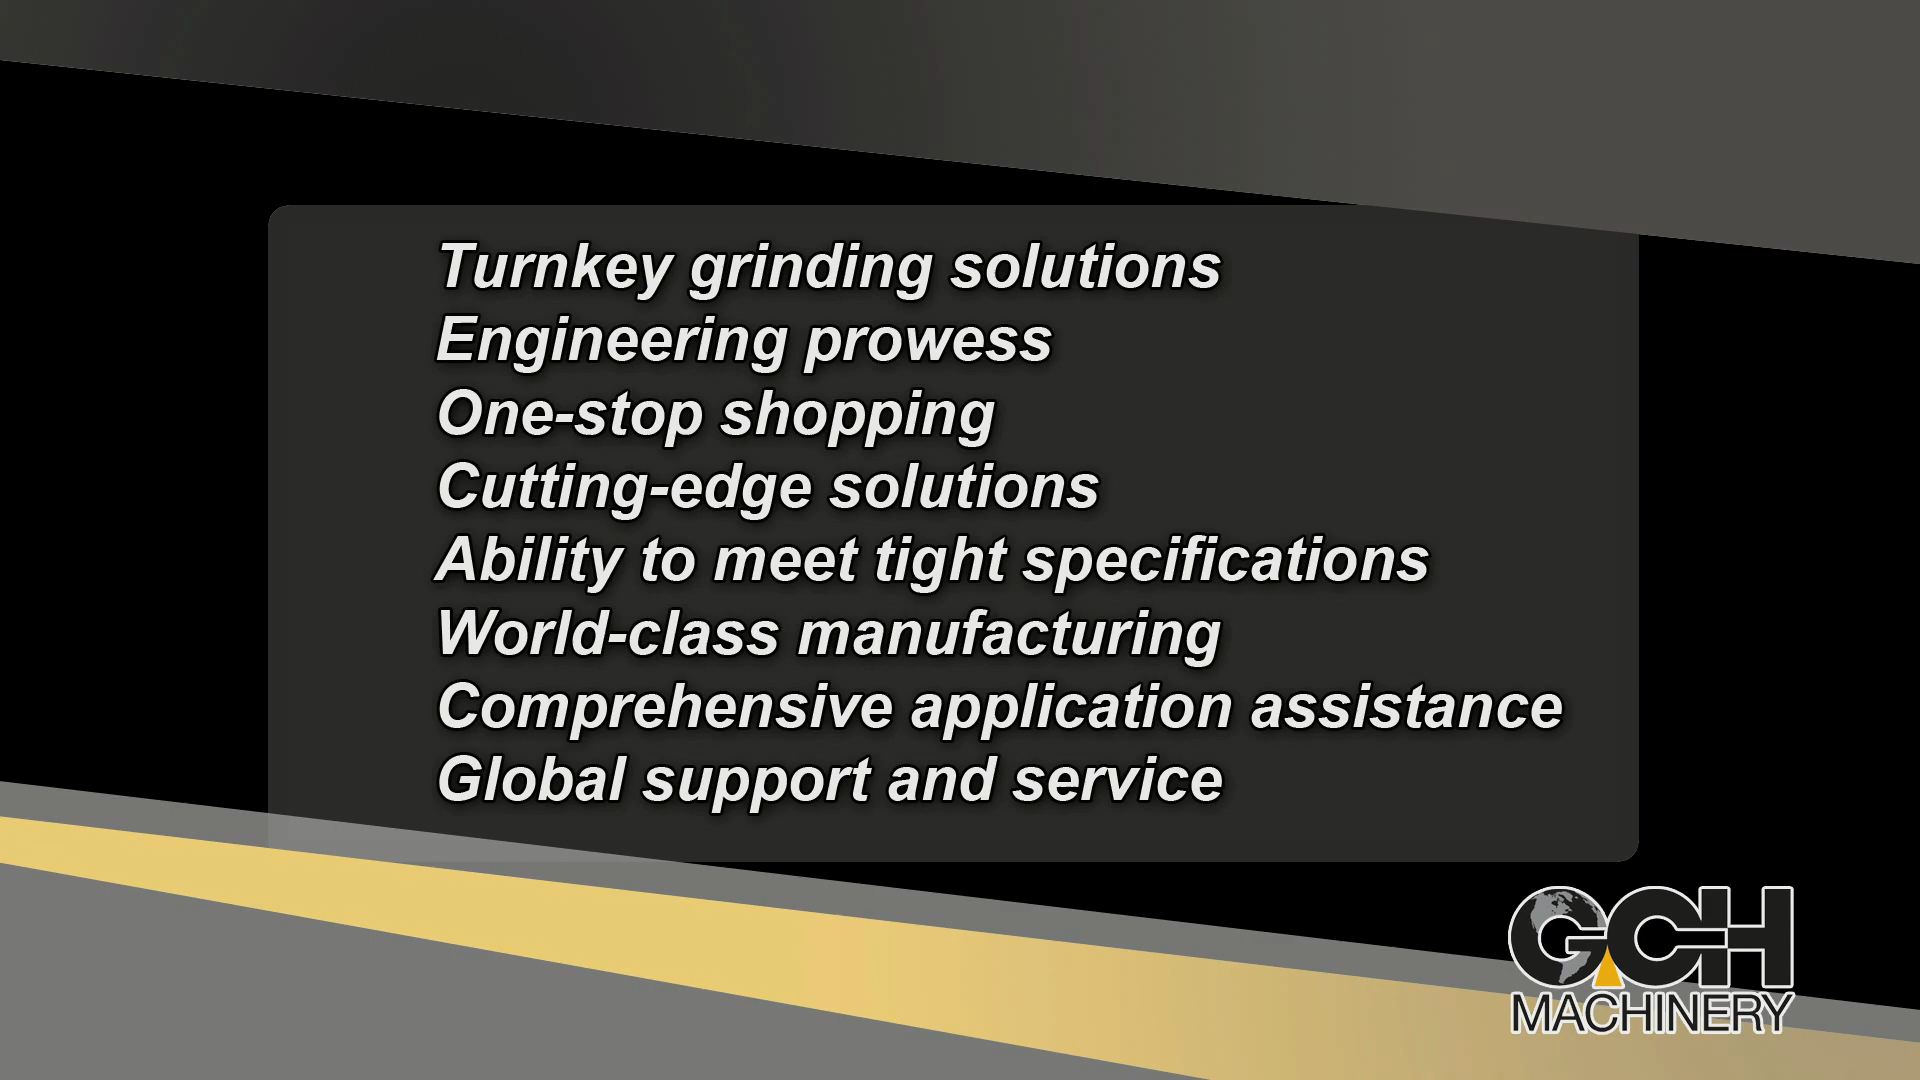 Turnkey grinding solutions
Engineering prowess
One-stop shopping
Cutting-edge solutions
Ability to meet tight specifications
World-class manufacturing
Comprehensive application assistance
Global support and service
GCH
MACHINERY